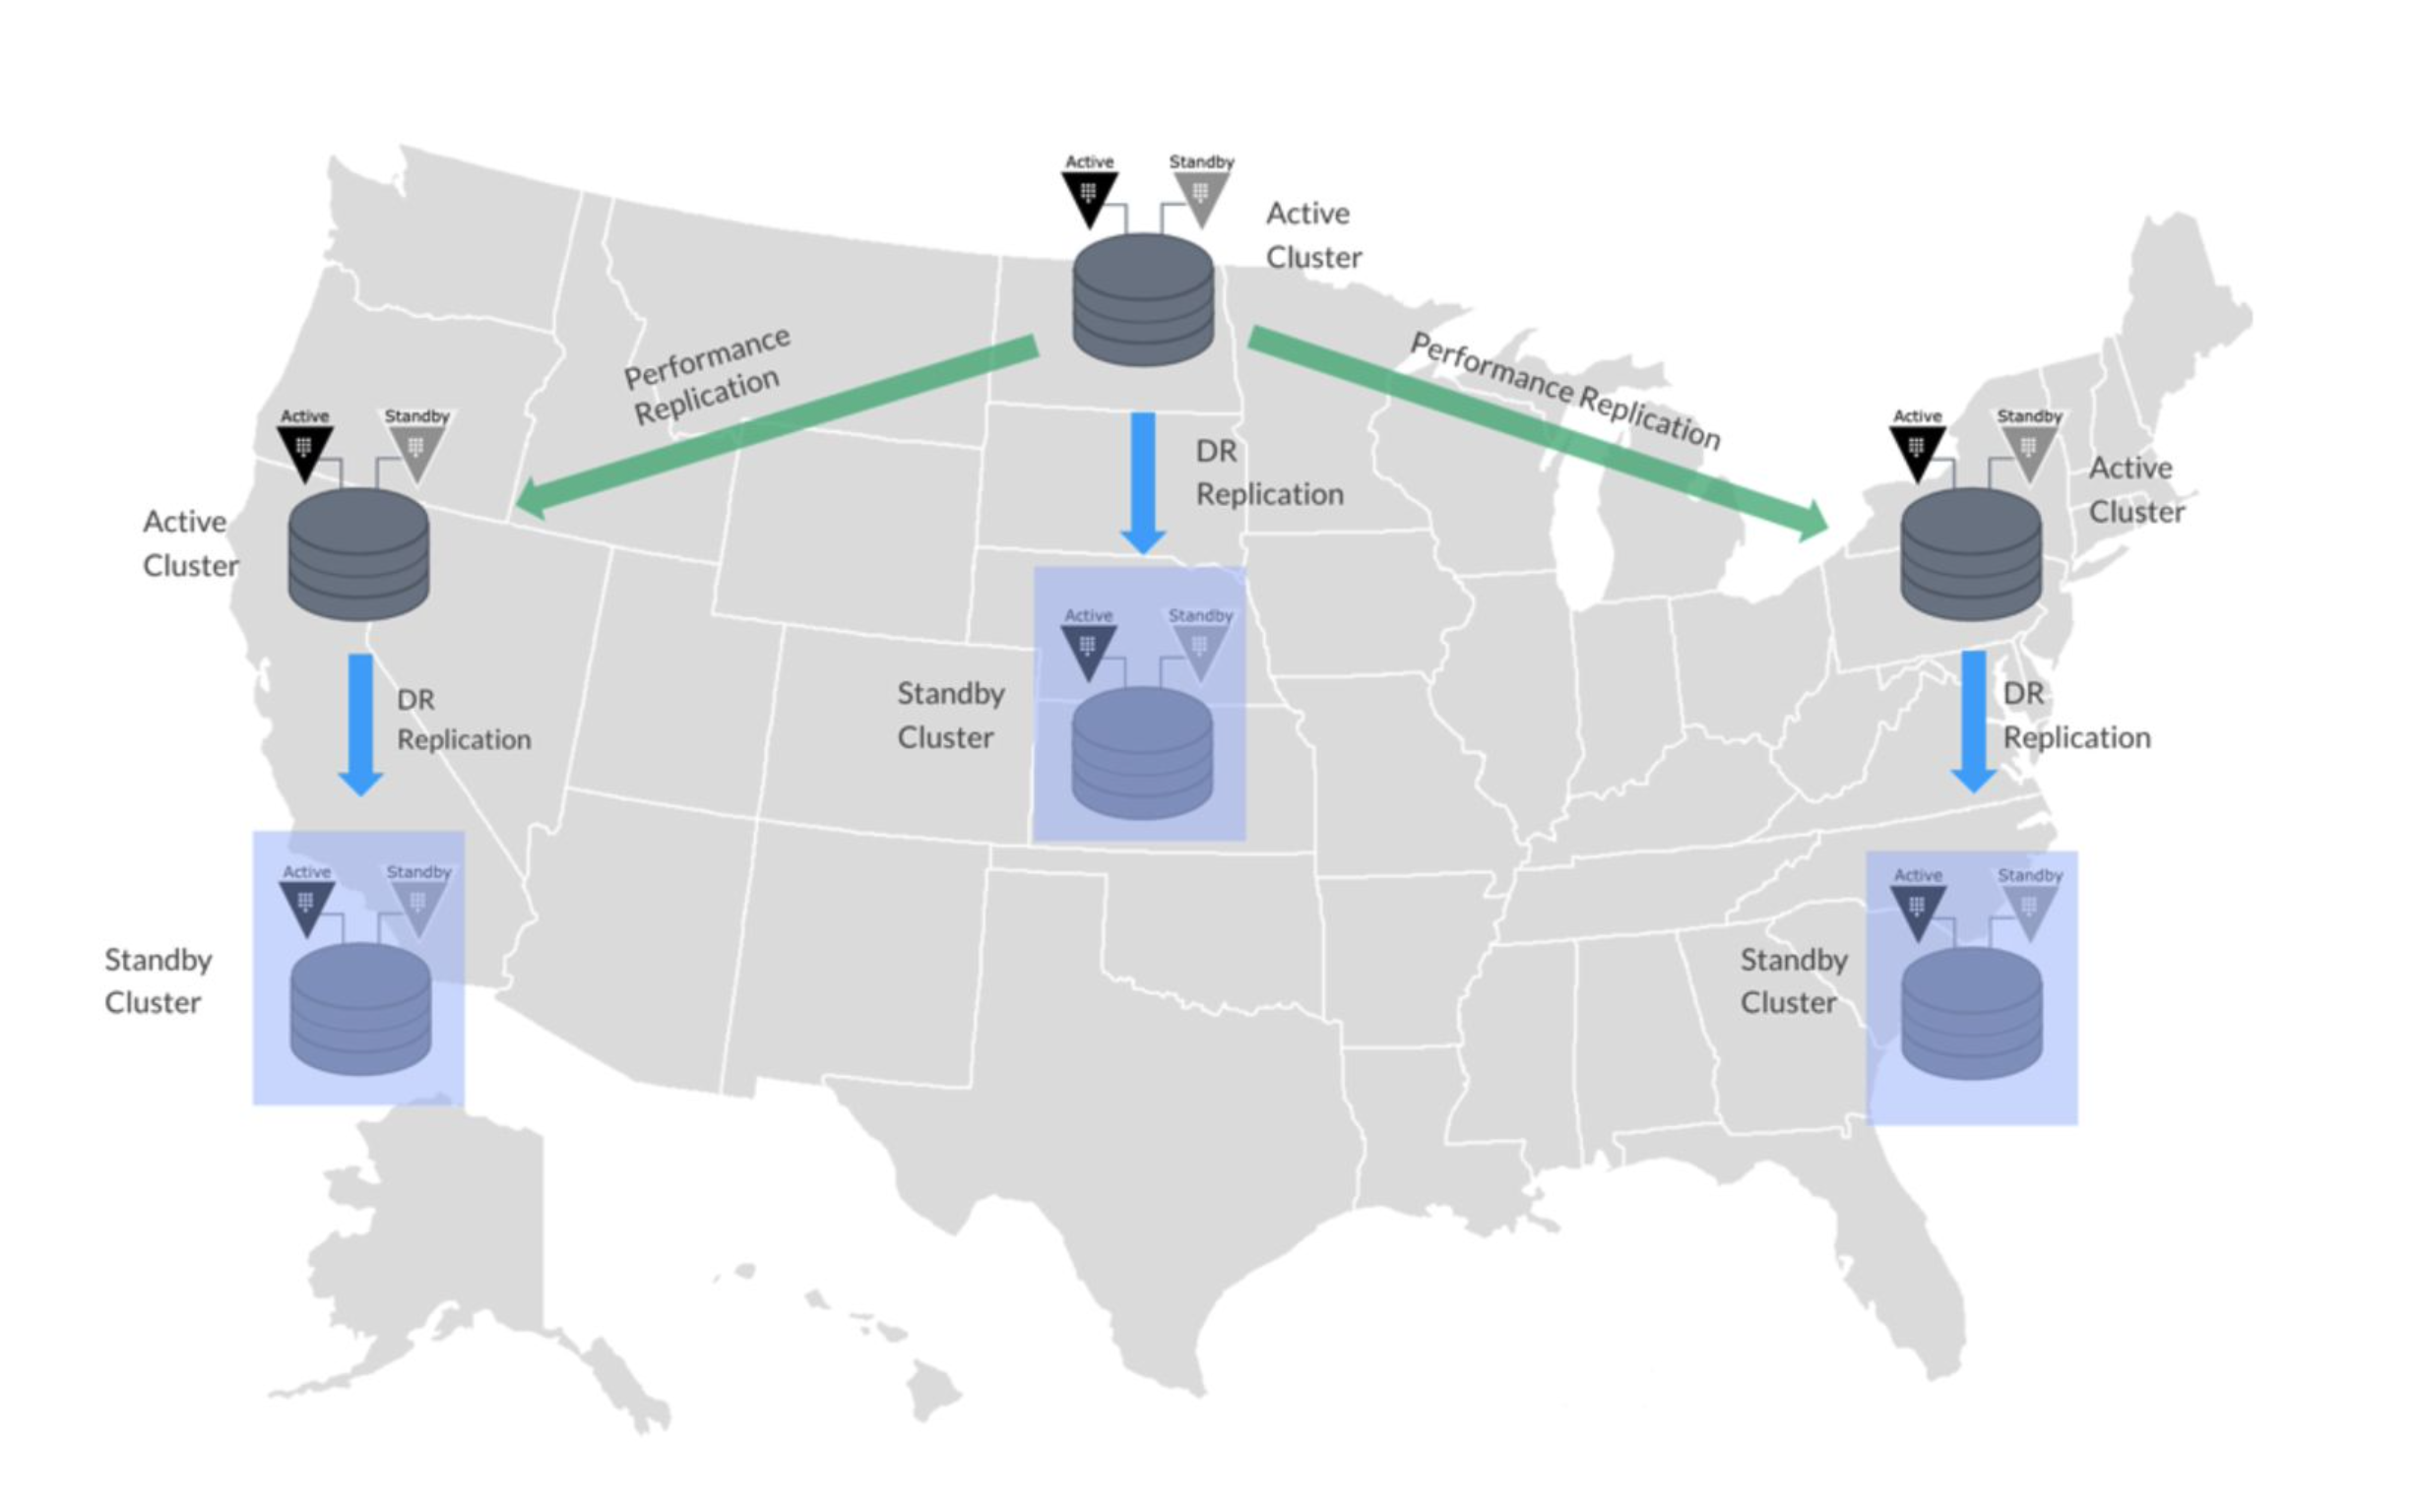 Active
Standby
Active
Cluster
Performance
Replication
Performance Replication
Active
Standby
Active
Cluster
DR
Replication
Active
Standby
Active
Cluster
Active
Standby
Standby
Cluster
DR
Replication
DR
Replication
Active
Standby
Standby
Cluster
Active
Standby
Standby
Cluster